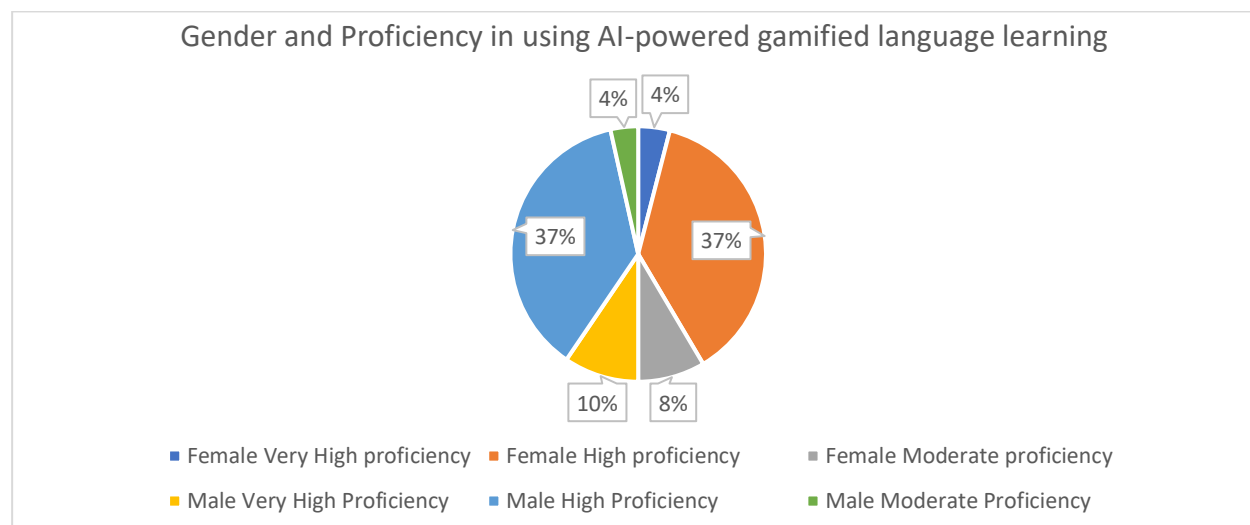 Gender and Proficiency in using AI-powered gamified language learning
4% 4%
37% 37%
10% 8%
Female Very High proficiency Female High proficiency Female Moderate proficiency
Male Very High Proficiency Male High Proficiency Male Moderate Proficiency